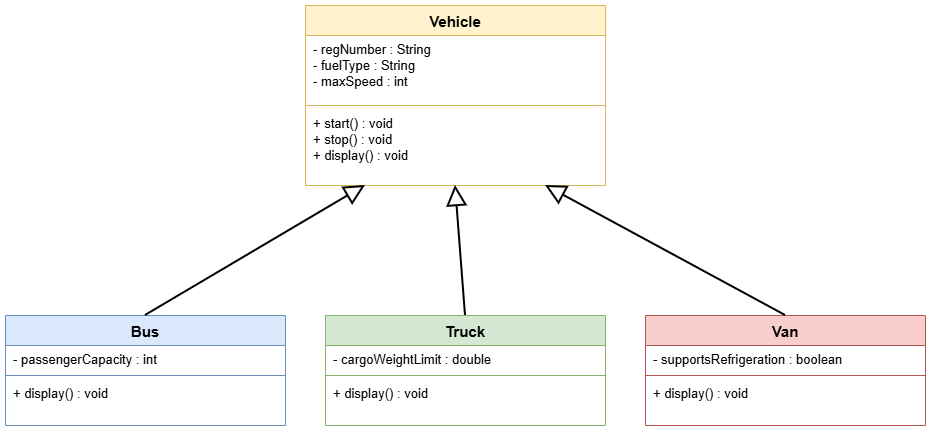 Vehicle
- regNumber : String
- fuelType : String
- maxSpeed : int
+ start() : void
+ stop() : void
+ display() : void
Bus
- passengerCapacity : int
+ display() : void
Truck
- cargoWeightLimit : double
+ display() : void
Van
- supportsRefrigeration : boolean
+ display() : void